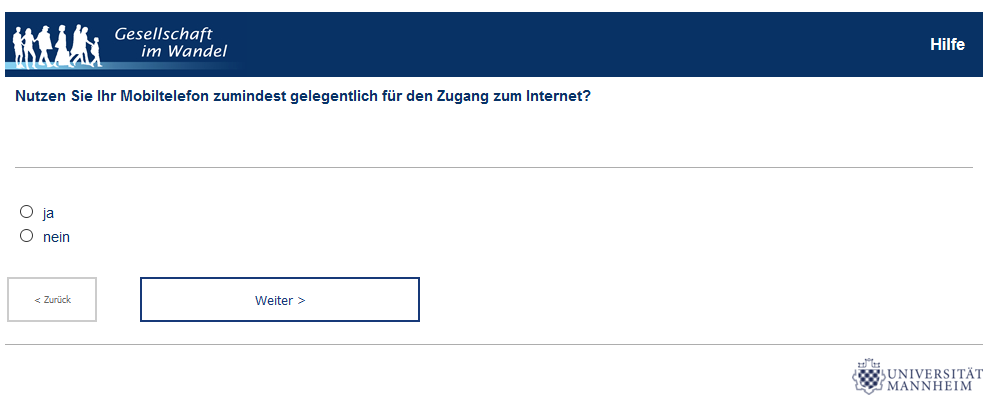 Gesellschaft
im Wandel
Hilfe
Nutzen Sie Ihr Mobiltelefon zumindest gelegentlich für den Zugang zum Internet?
ja
nein
< Zurück
Weiter >
UNIVERSITÄT
MANNHEIM